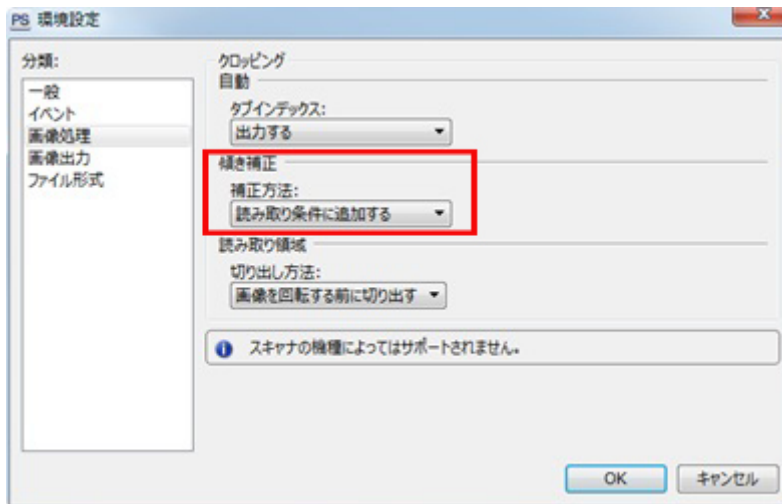 PS 環境設定
分類:
一般
イベント
画像処理
画像出力
ファイル形式
クロッピング
自動
タブインデックス:
出力する
傾き補正
補正方法:
読み取り条件に追加する
読み取り領域
切り出し方法:
画像を回転する前に切り出す
スキャナの機種によってはサポートされません。
OK
キャンセル